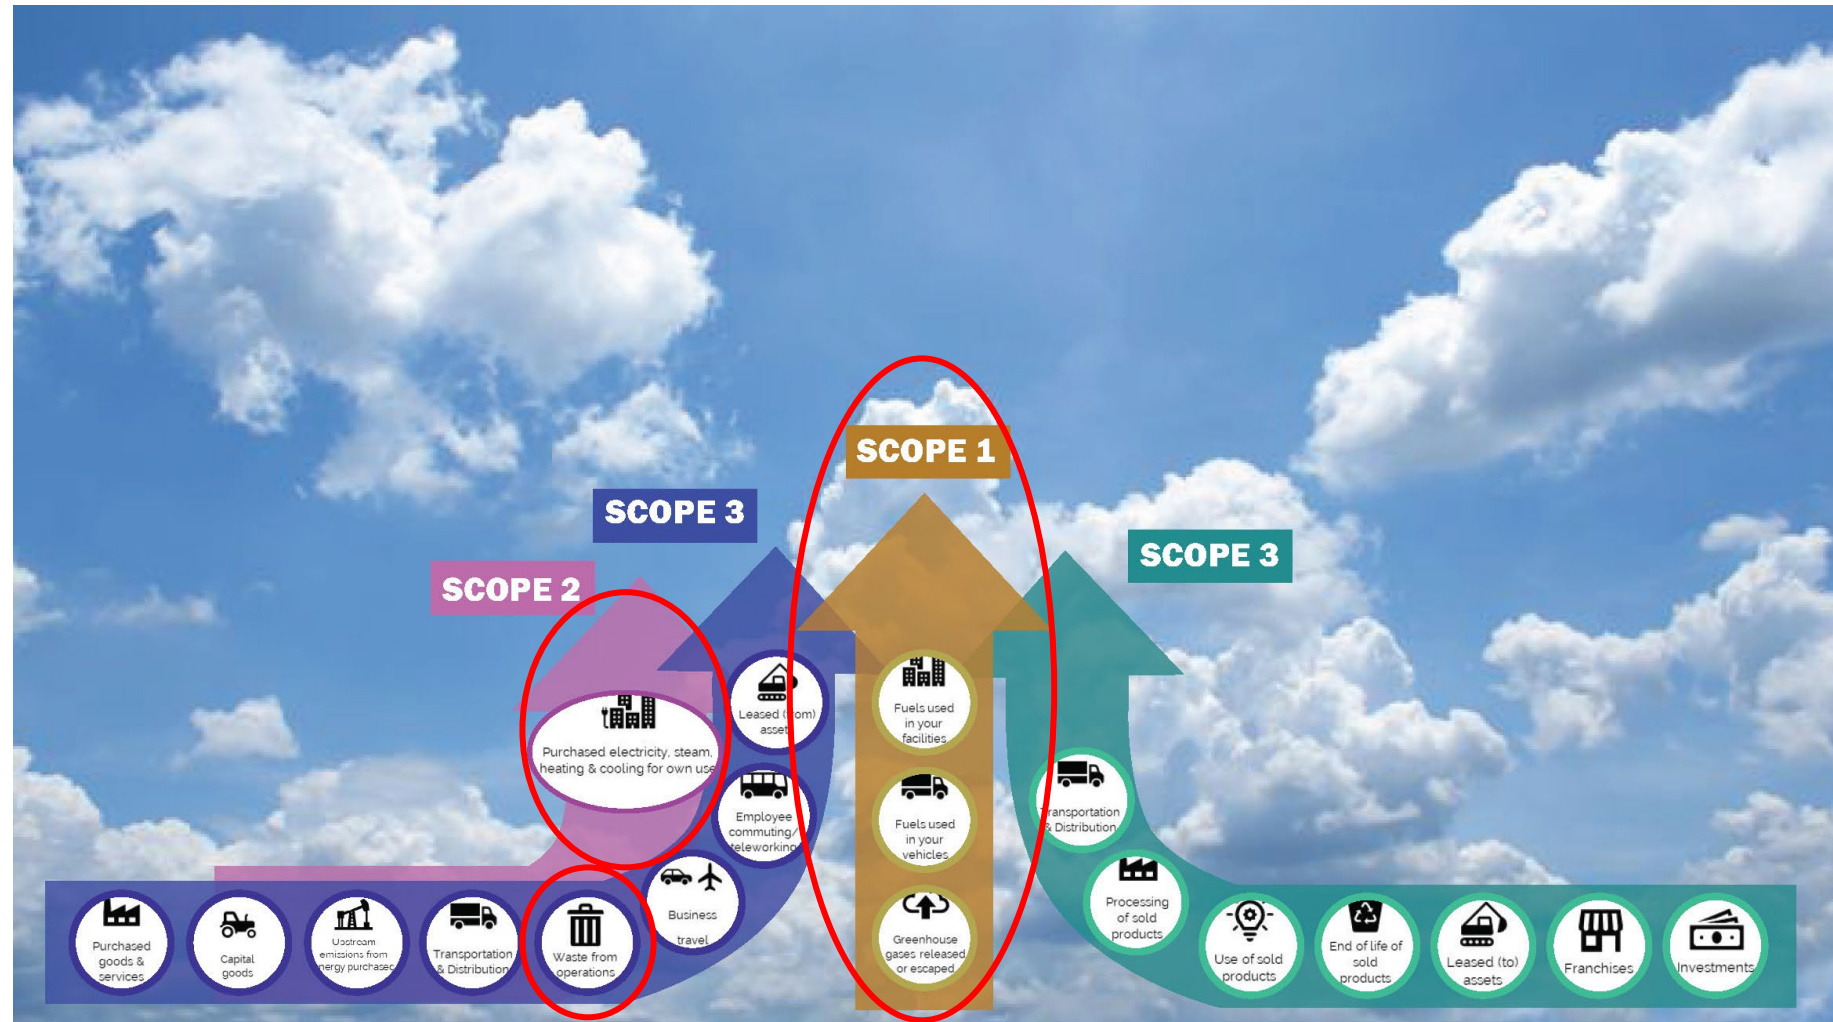 SCOPE 1
SCOPE 3
SCOPE 2
SCOPE 3
Purchased electricity, steam,
heating & cooling for own use
Leased (from)
asset
Employee
commuting/
teleworking
Business
travel
Purchased
goods &
services
Capital
goods
Upstream
emissions from
energy purchased
Transportation
& Distribution
Waste from
operations
Fuels used
in your
facilities
Fuels used
in your
vehicles
Greenhouse
gases released
or escaped
Transportation
& Distribution
Processing
of sold
products
Use of sold
products
End of life of
sold
products
Leased (to)
assets
Franchises
Investments